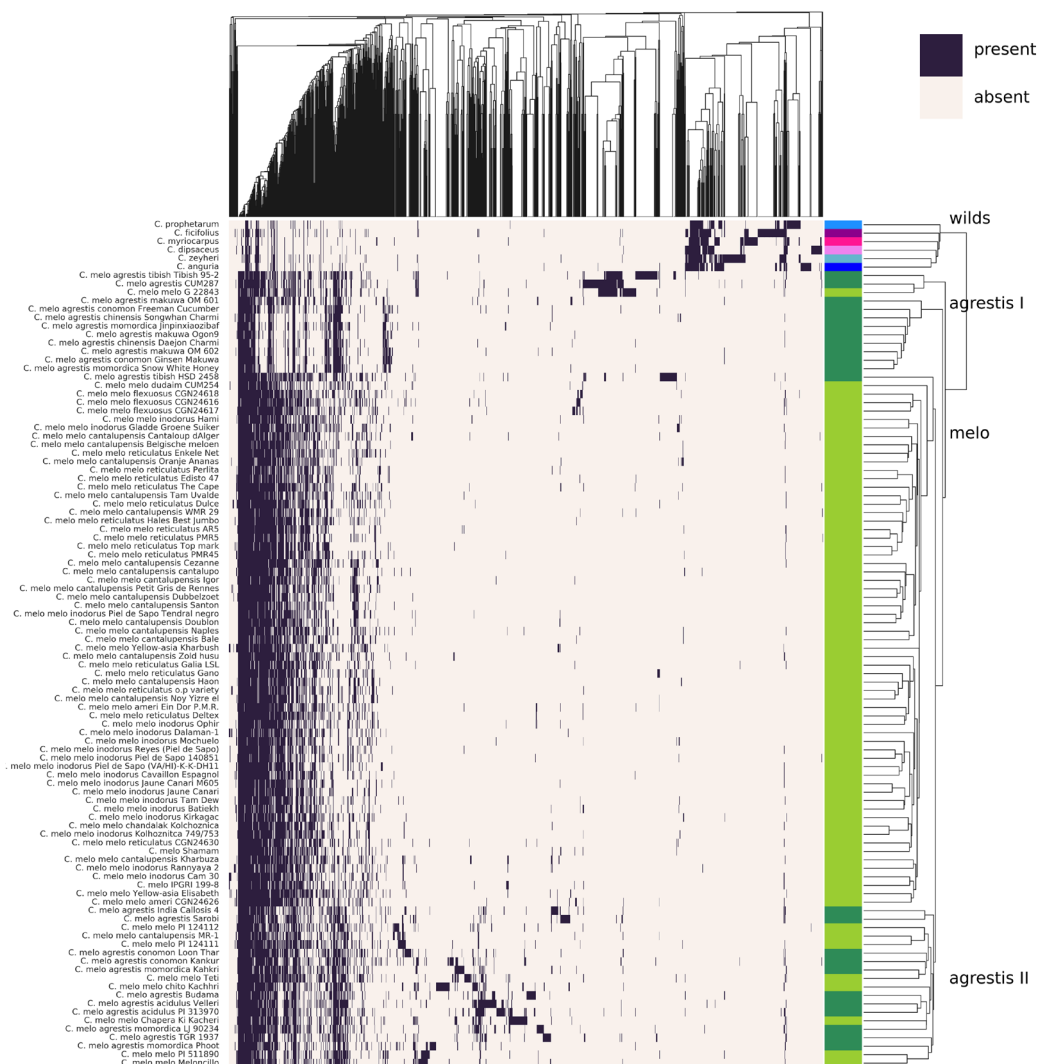 present
absent
wilds
agrestis I
melo
agrestis II
C. prophetarum
C. ficifolius
C. myriocarpus
C. dipsaceus
C. zeyheri
C. anguria
C. melo agrestis tibish Tibish 95-2
C. melo agrestis CUM287
C. melo melo G 22843
C. melo agrestis makuwa OM 601
C. melo agrestis conomon Freeman Cucumber
C. melo agrestis chinensis Songwhan Charmi
C. melo agrestis momordica Jinpinxiaozibaf
C. melo agrestis makuwa Ogon9
C. melo agrestis chinensis Daejon Charmi
C. melo agrestis makuwa OM 602
C. melo agrestis conomon Ginsen Makuwa
C. melo agrestis momordica Snow White Honey
C. melo agrestis tibish HSD 2458
C. melo melo dudaim CUM254
C. melo melo flexuosus CGN24618
C. melo melo flexuosus CGN24616
C. melo melo flexuosus CGN24617
C. melo melo inodorus Hami
C. melo melo inodorus Gladde Groene Suiker
C. melo melo cantalupensis Cantaloup dAlger
C. melo melo cantalupensis Belgische meloen
C. melo melo reticulatus Enkele Net
C. melo melo cantalupensis Oranje Ananas
C. melo melo reticulatus Perlita
C. melo melo reticulatus Edisto 47
C. melo melo reticulatus The Cape
C. melo melo cantalupensis Tam Uvalde
C. melo melo reticulatus Dulce
C. melo melo cantalupensis WMR 29
C. melo melo reticulatus Hales Best Jumbo
C. melo melo reticulatus AR5
C. melo melo reticulatus PMR5
C. melo melo reticulatus Top mark
C. melo melo reticulatus PMR45
C. melo melo cantalupensis Cezanne
C. melo melo cantalupensis cantalupo
C. melo melo cantalupensis Igor
C. melo melo cantalupensis Petit Gris de Rennes
C. melo melo cantalupensis Dubbelzoet
C. melo melo cantalupensis Santon
C. melo melo inodorus Piel de Sapo Tendral negro
C. melo melo cantalupensis Doublon
C. melo melo cantalupensis Naples
C. melo melo cantalupensis Bale
C. melo melo Yellow-asia Kharbush
C. melo melo cantalupensis Zoid husu
C. melo melo reticulatus Galia LSL
C. melo melo reticulatus Gano
C. melo melo cantalupensis Haon
C. melo melo reticulatus o.p variety
C. melo melo cantalupensis Noy Yizre el
C. melo melo ameri Ein Dor P.M.R.
C. melo melo reticulatus Deltex
C. melo melo inodorus Ophir
C. melo melo inodorus Dalaman-1
C. melo melo inodorus Mochuelo
C. melo melo inodorus Reyes (Piel de Sapo)
C. melo melo inodorus Piel de Sapo 140851
. melo melo inodorus Piel de Sapo (VA/HI)-K-K-DH11
C. melo melo inodorus Cavaillon Espagnol
C. melo melo inodorus Jaune Canari M605
C. melo melo inodorus Jaune Canari
C. melo melo inodorus Tam Dew
C. melo melo inodorus Batiekh
C. melo melo inodorus Kirkagac
C. melo melo chandalak Kolchoznica
C. melo melo inodorus Kolhoznitca 749/753
C. melo melo reticulatus CGN24630
C. melo Shamam
C. melo melo cantalupensis Kharbuza
C. melo melo inodorus Rannyaya 2
C. melo melo inodorus Cam 30
C. melo IPGRI 199-8
C. melo melo Yellow-asia Elisabeth
C. melo melo ameri CGN24626
C. melo agrestis India Callosis 4
C. melo agrestis Sarobi
C. melo melo PI 124112
C. melo melo cantalupensis MR-1
C. melo melo PI 124111
C. melo agrestis conomon Loon Thar
C. melo agrestis conomon Kankur
C. melo agrestis momordica Kahkri
C. melo melo Teti
C. melo melo chito Kachhri
C. melo agrestis Budama
C. melo agrestis acidulus Velleri
C. melo agrestis acidulus PI 313970
C. melo melo Chapera Ki Kacheri
C. melo agrestis momordica LJ 90234
C. melo agrestis TGR 1937
C. melo agrestis momordica Phoot
C. melo melo PI 511890
C. melo melo Meloncillo